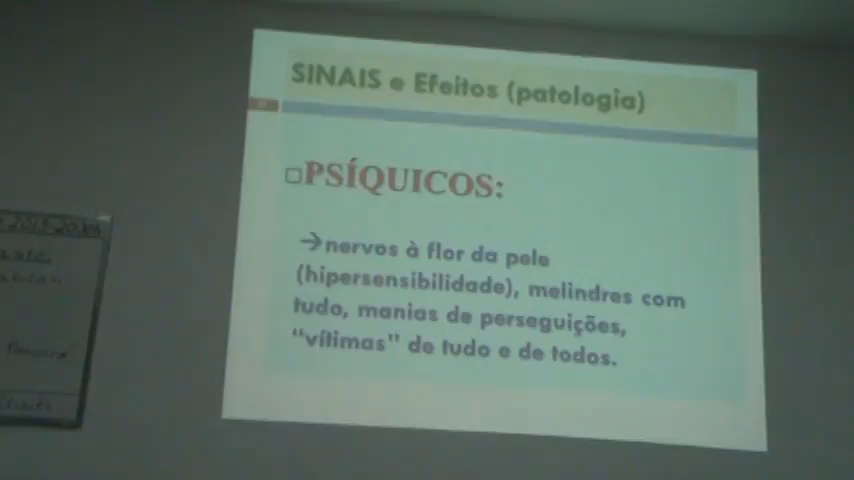 SINAIS e Efeitos (patologia)
□PSÍQUICOS:
→nervos à flor da pele
(hipersensibilidade), melindres com
tudo, manias de perseguições,
“vítimas” de tudo e de todos.